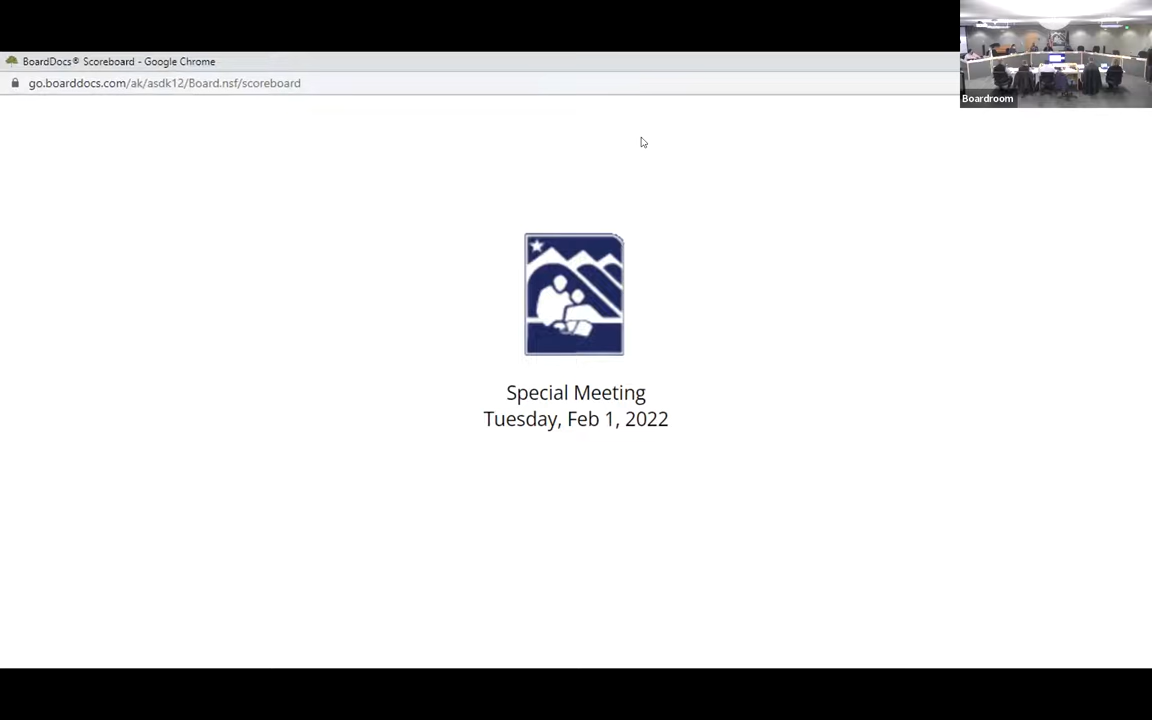 BoardDocs® Scoreboard - Google Chrome
go.boarddocs.com/ak/asdk12/Board.nsf/scoreboard
Boardroom
Special Meeting
Tuesday, Feb 1, 2022